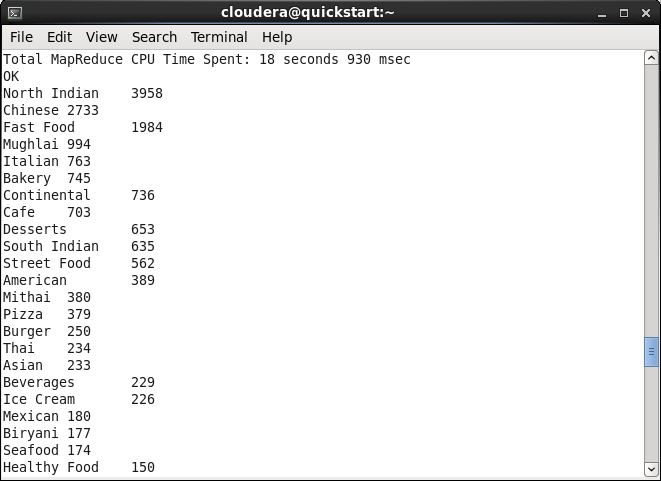 cloudera@quickstart:~
File Edit View Search Terminal Help
Total MapReduce CPU Time Spent: 18 seconds 930 msec
OK
North Indian 3958
Chinese 2733
Fast Food 1984
Mughlai 994
Italian 763
Bakery 745
Continental 736
Cafe 703
Desserts 653
South Indian 635
Street Food 562
American 389
Mithai 380
Pizza 379
Burger 250
Thai 234
Asian 233
Beverages 229
Ice Cream 226
Mexican 180
Biryani 177
Seafood 174
Healthy Food 150